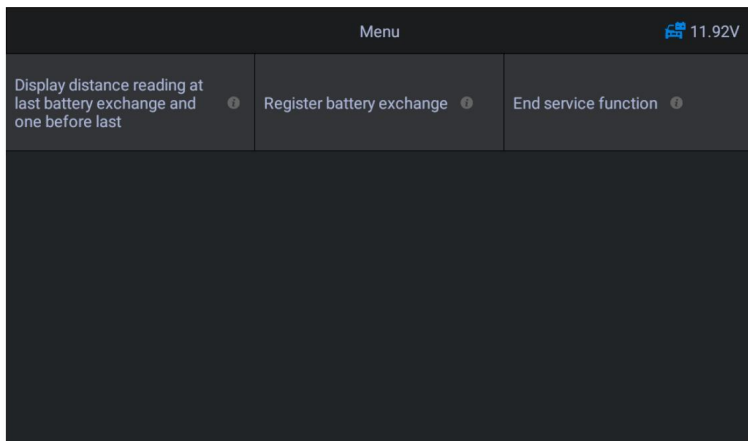 Menu
11.92V
Display distance reading at
last battery exchange and
one before last
Register battery exchange
End service function